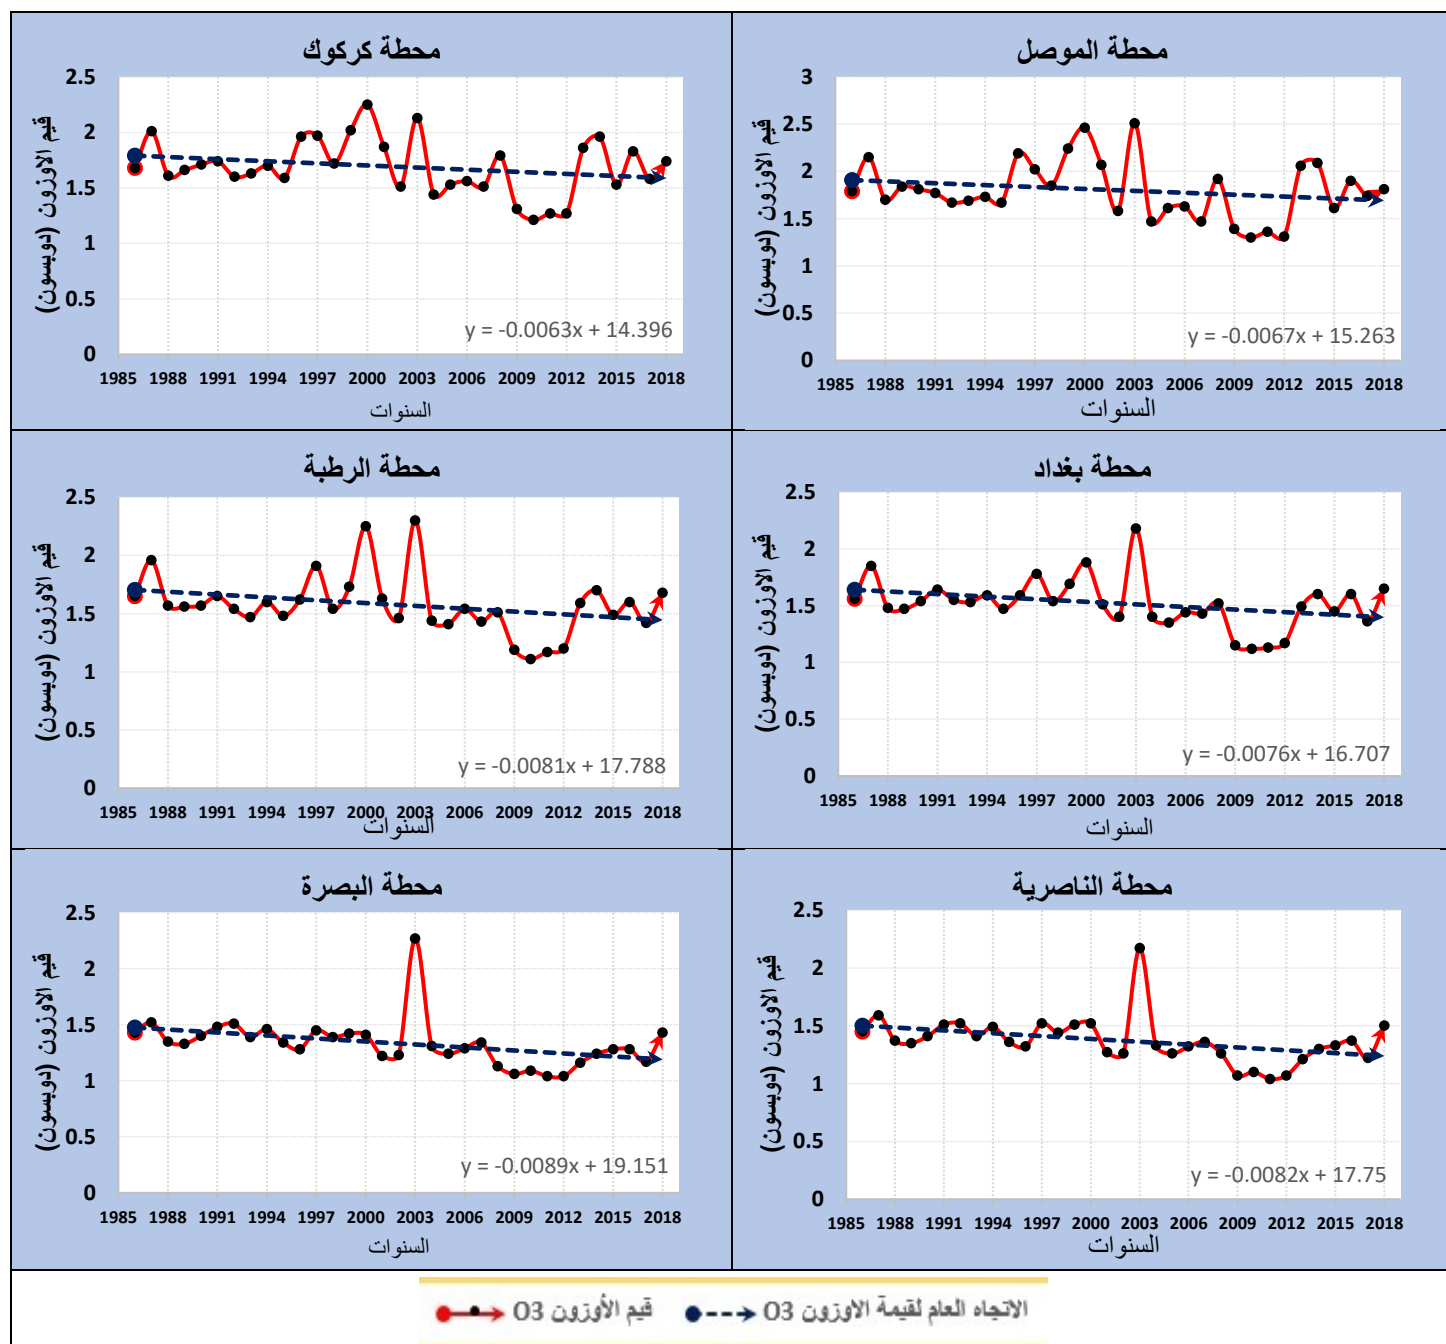 محطة الموصل
قيم الاوزون (دوبسون)
3
2.5
2
1.5
1
0.5
0
y = -0.0067x + 15.263
1985 1988 1991 1994 1997 2000 2003 2006 2009 2012 2015 2018
السنوات
محطة كركوك
قيم الاوزون (دوبسون)
2.5
2
1.5
1
0.5
0
y = -0.0063x + 14.396
1985 1988 1991 1994 1997 2000 2003 2006 2009 2012 2015 2018
السنوات
محطة بغداد
قيم الاوزون (دوبسون)
2.5
2
1.5
1
0.5
0
y = -0.0076x + 16.707
1985 1988 1991 1994 1997 2000 2003 2006 2009 2012 2015 2018
السنوات
محطة الرطبة
قيم الاوزون (دوبسون)
2.5
2
1.5
1
0.5
0
y = -0.0081x + 17.788
1985 1988 1991 1994 1997 2000 2003 2006 2009 2012 2015 2018
السنوات
محطة الناصرية
قيم الاوزون (دوبسون)
2.5
2
1.5
1
0.5
0
y = -0.0082x + 17.75
1985 1988 1991 1994 1997 2000 2003 2006 2009 2012 2015 2018
السنوات
محطة البصرة
قيم الاوزون (دوبسون)
2.5
2
1.5
1
0.5
0
y = -0.0089x + 19.151
1985 1988 1991 1994 1997 2000 2003 2006 2009 2012 2015 2018
السنوات
الاتجاه العام لقيمة الاوزون O3 قيم الأوزون O3